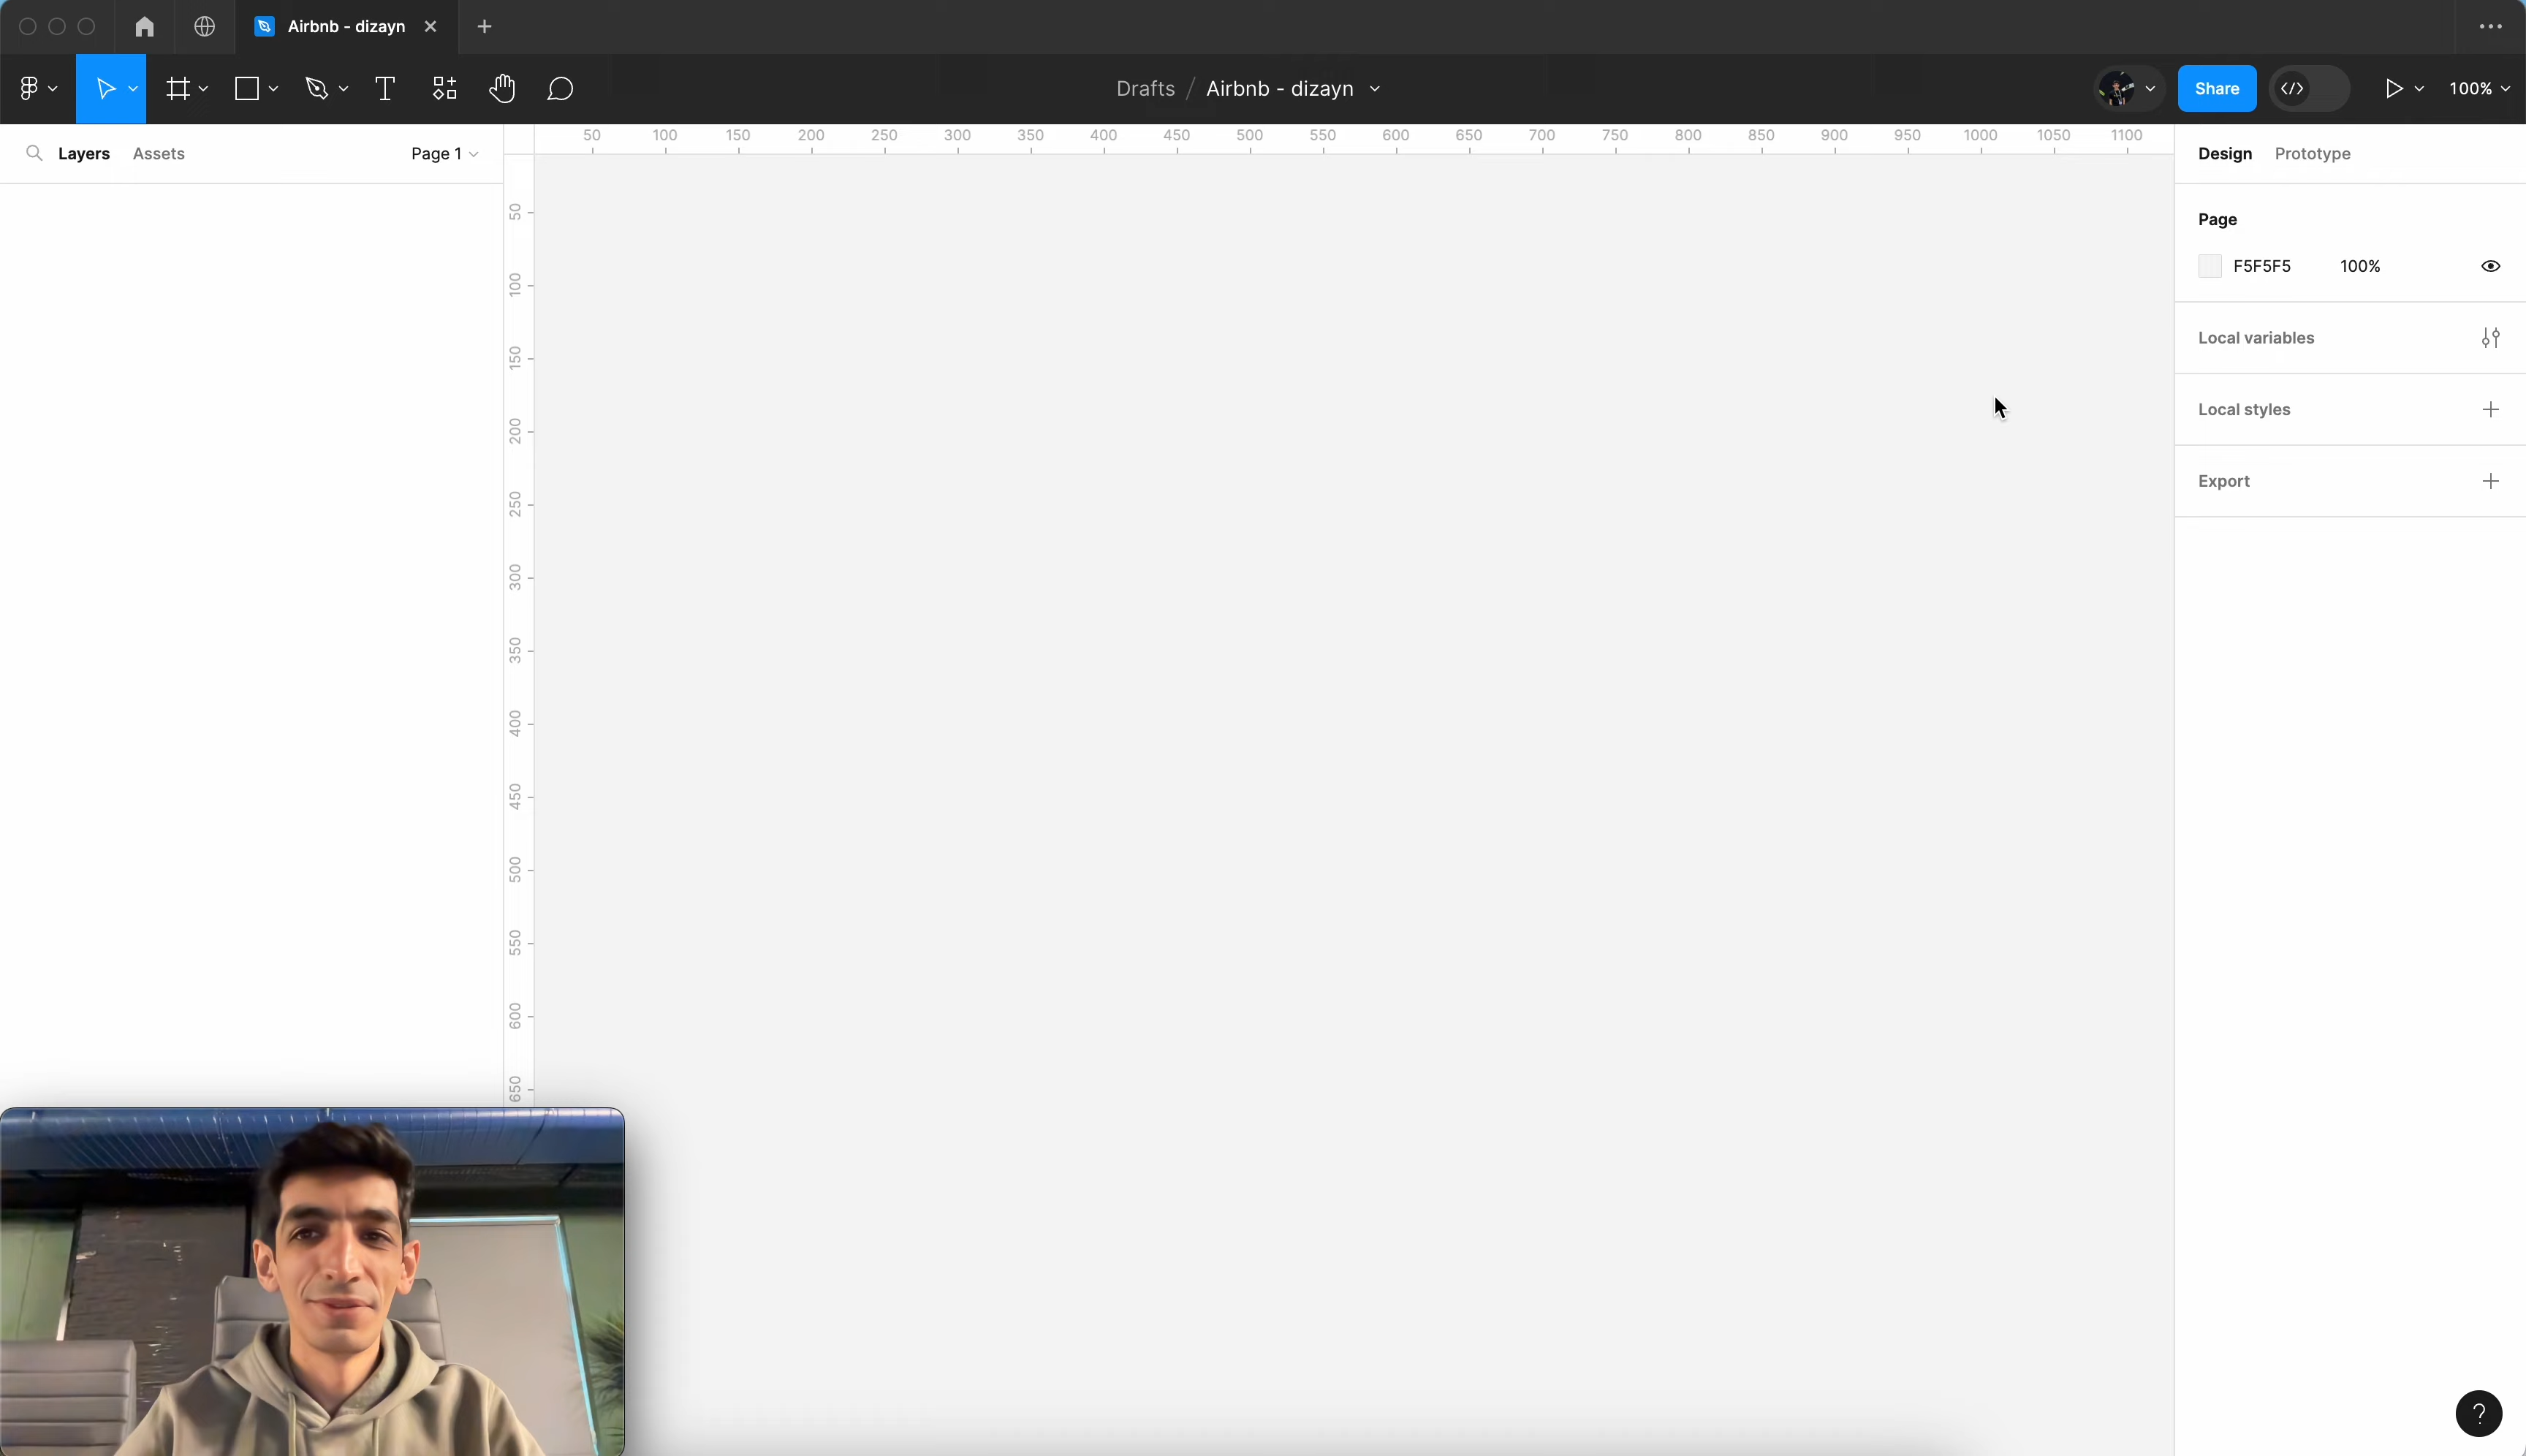 Airbnb - dizayn
Drafts / Airbnb - dizayn
Share
100%
Layers Assets Page 1
50 100 150 200 250 300 350 400 450 500 550 600 650 700 750 800 850 900 950 1000 1050 1100
Design Prototype
50
100
150
200
250
300
350
400
450
500
550
600
650
Page
F5F5F5 100%
Local variables
Local styles
Export
?